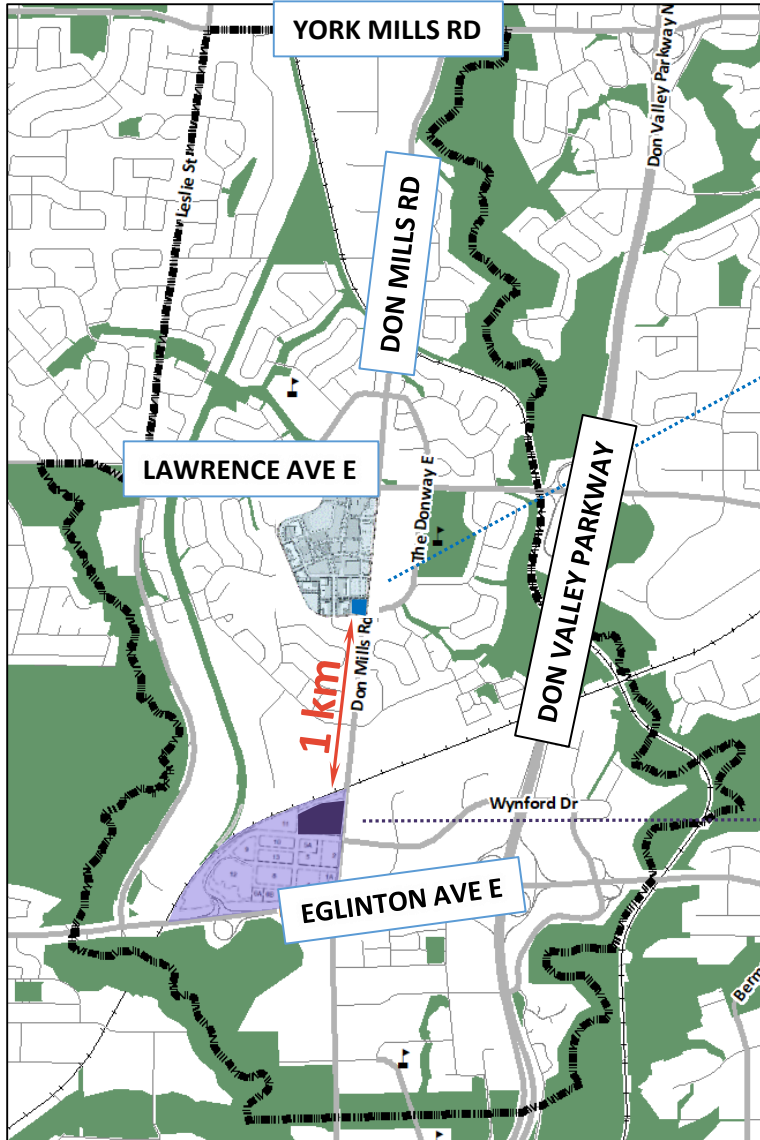 YORK MILLS RD
Don Valley Parkway N
Leslie St
DON MILLS RD
LAWRENCE AVE E
The Donway E
DON VALLEY PARKWAY
Don Mills Rd
1 km
Wynford Dr
EGLINTON AVE E
Berm